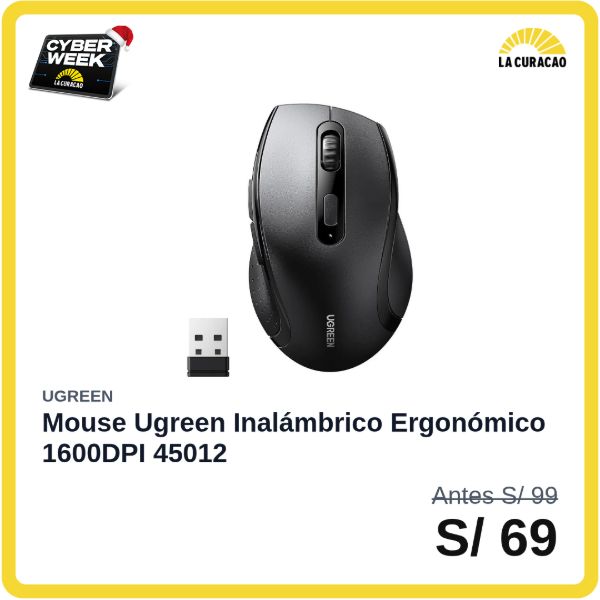 CYBER
WEEK
LA CURACAO
LA CURACAO
UGREEN
UGREEN
Mouse Ugreen Inalámbrico Ergonómico
1600DPI 45012
Antes S/ 99
S/ 69